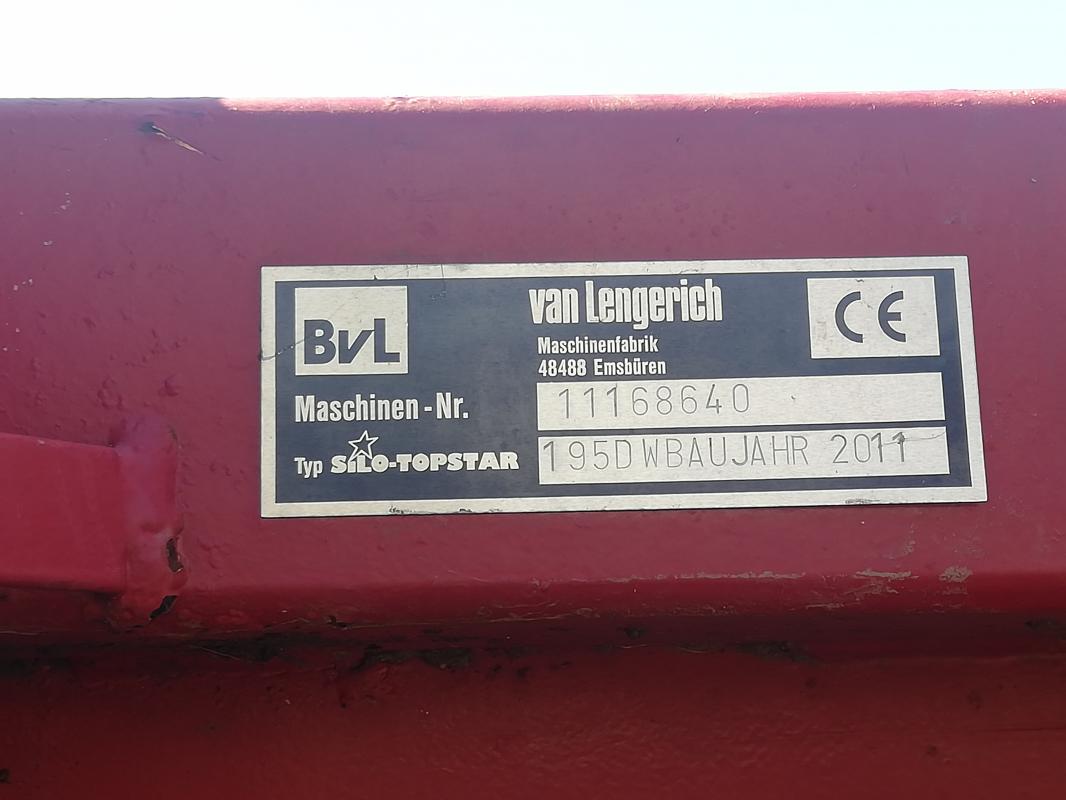 BvL
van Lengerich
CE
Maschinenfabrik
48488 Emsbüren
Maschinen-Nr. 11168640
Typ SILO-TOPSTAR 195DWBAUJAHR 2011